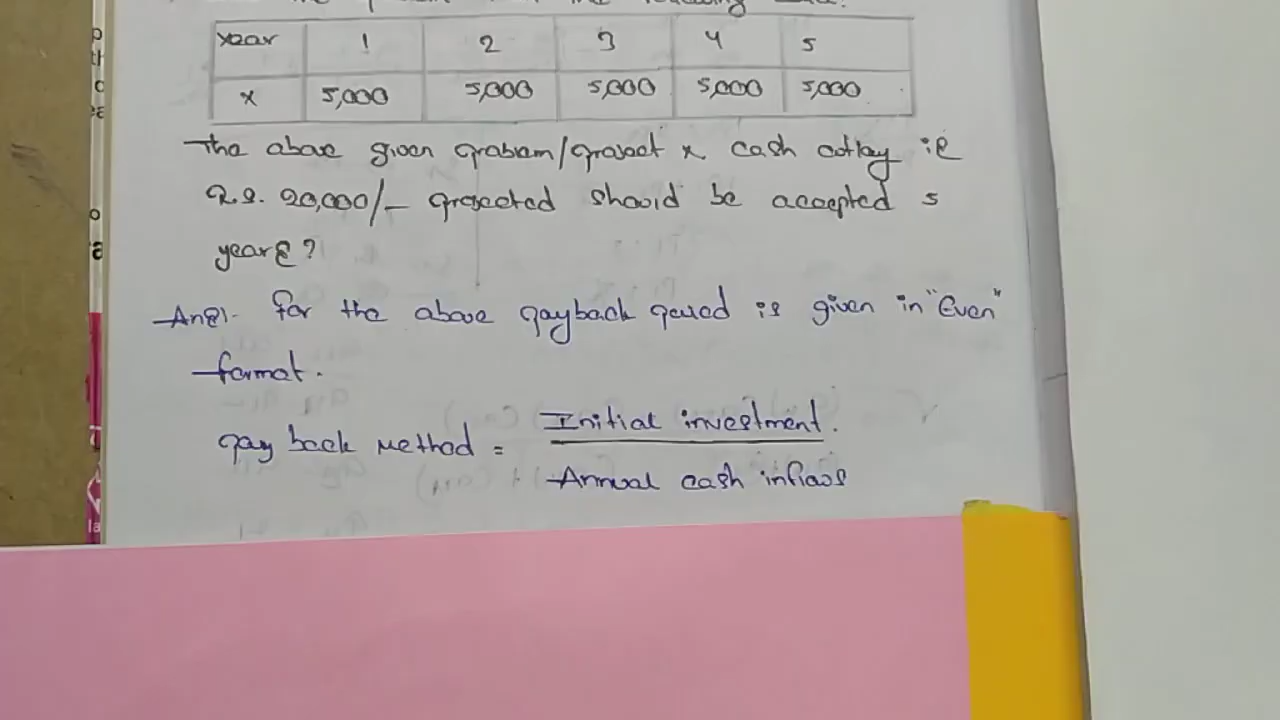 year 1 2 3 4 5
x 5,000 5,000 5,000 5,000 5,000
The above given problem/project x cash outlay is
R.s. 20,000/- projected should be accepted 5
years?
Ans:- For the above payback period is given in "Even"
format.
pay back method = Initial investment.
Annual cash inflows